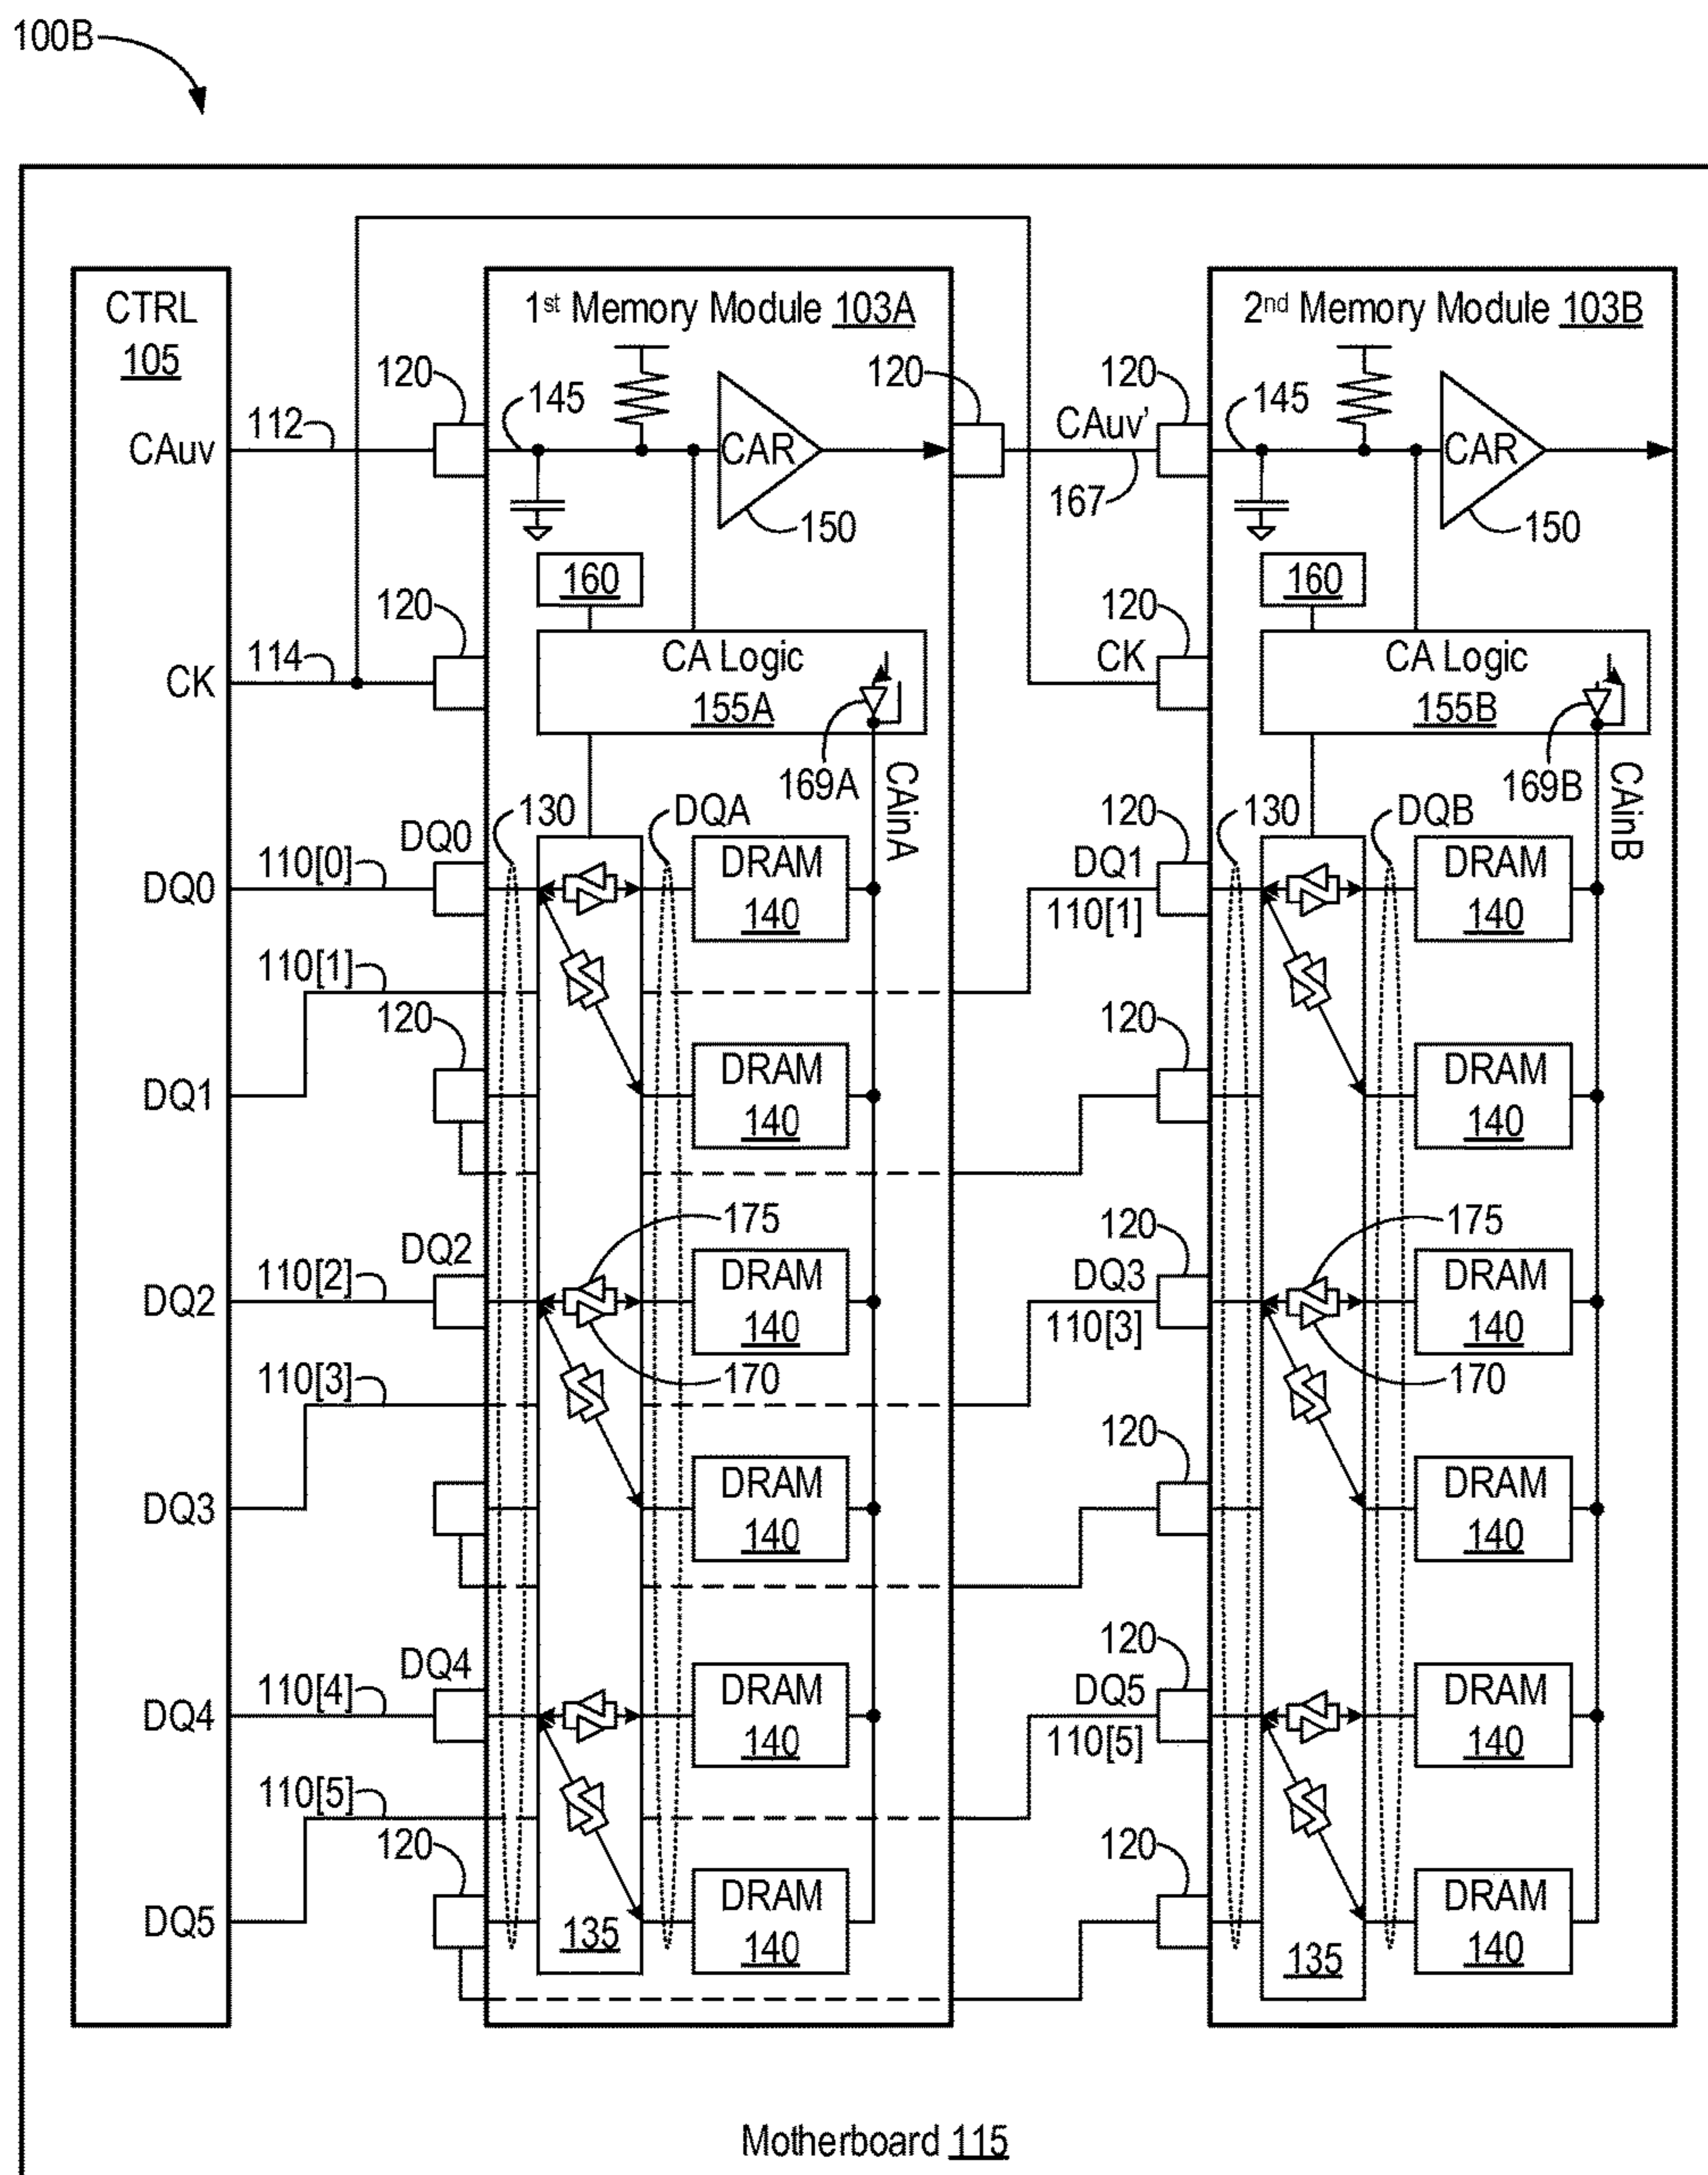 100B
CTRL
105
1st Memory Module 103A
2nd Memory Module 103B
120
145
120
120
145
CAuv
112
CAR
CAuv'
CAR
150
167
150
160
160
120
120
CK
114
CA Logic
155A
CK
CA Logic
155B
169A
CAinA
169B
CAinB
130
DQA
120
130
DQB
DQ0
110[0]
DQ0
DRAM
140
DQ1
110[1]
DRAM
140
110[1]
120
120
DQ1
DRAM
140
DRAM
140
175
120
175
DQ2
110[2]
DQ2
DRAM
140
DQ3
110[3]
DRAM
140
170
170
110[3]
120
DQ3
DRAM
140
DRAM
140
120
DQ4
110[4]
DQ4
DRAM
140
DQ5
110[5]
DRAM
140
110[5]
120
120
DQ5
135
DRAM
140
135
DRAM
140
Motherboard 115